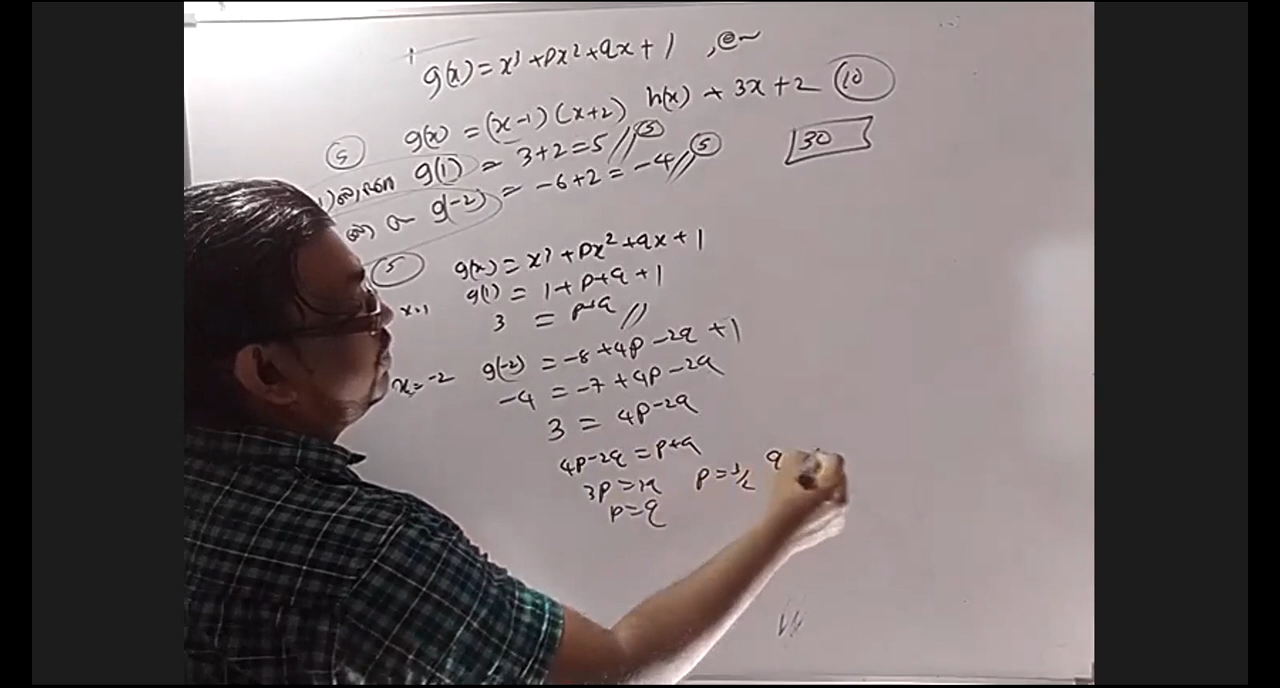 g(x) = x³ + px² + qx + 1 ,
g(x) = (x-1)(x+2) h(x) + 3x + 2 (10)
(5) g(1) = 3+2 = 5 // (5) 30
g(-2) = -6+2 = -4 // (5)
(5) g(x) = x³ + px² + qx + 1
x=1 g(1) = 1 + p+q + 1
3 = p+q //
x=-2 g(-2) = -8 +4p -2q +1
-4 = -7 +4p -2q
3 = 4p-2q
4p-2q = p+q
3p = 3q p = 3/2 q
p = q